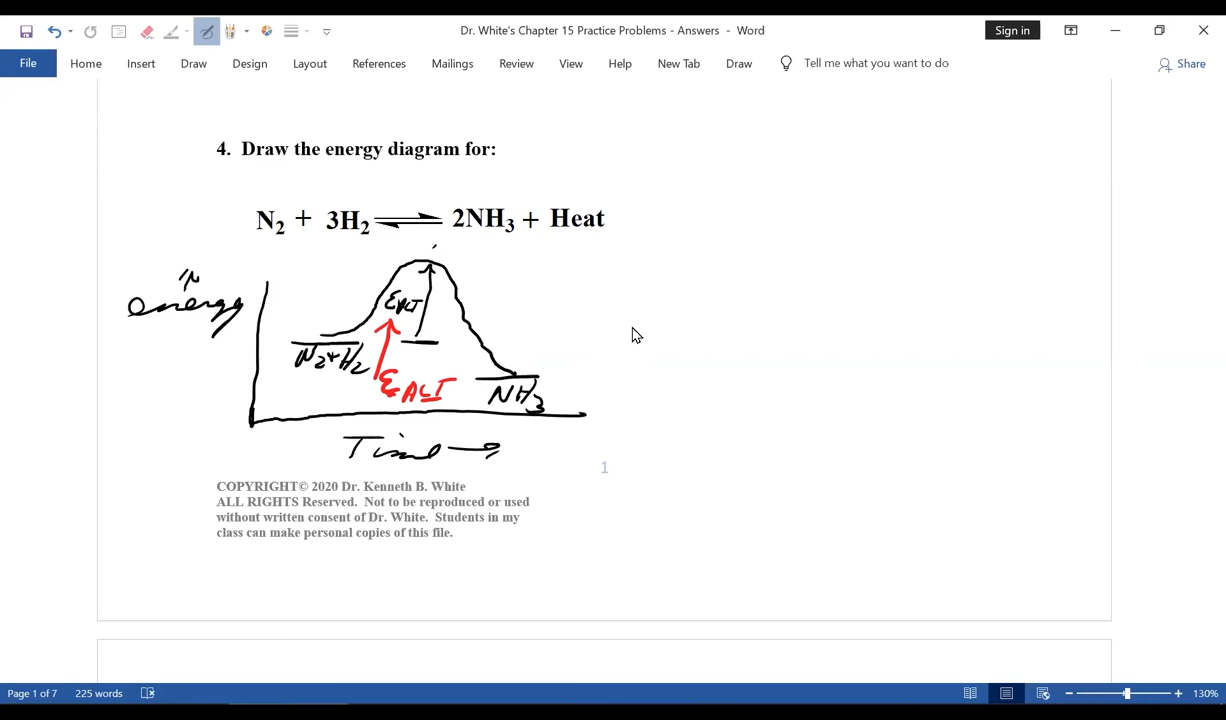 Dr. White's Chapter 15 Practice Problems - Answers - Word
Sign in
File Home Insert Draw Design Layout References Mailings Review View Help New Tab Draw Tell me what you want to do Share
4. Draw the energy diagram for:
N₂ + 3H₂ ⇌ 2NH₃ + Heat
energy
EACT
N₂+H₂
EACT
NH₃
Time →
1
COPYRIGHT© 2020 Dr. Kenneth B. White
ALL RIGHTS Reserved. Not to be reproduced or used
without written consent of Dr. White. Students in my
class can make personal copies of this file.
Page 1 of 7 225 words 130%